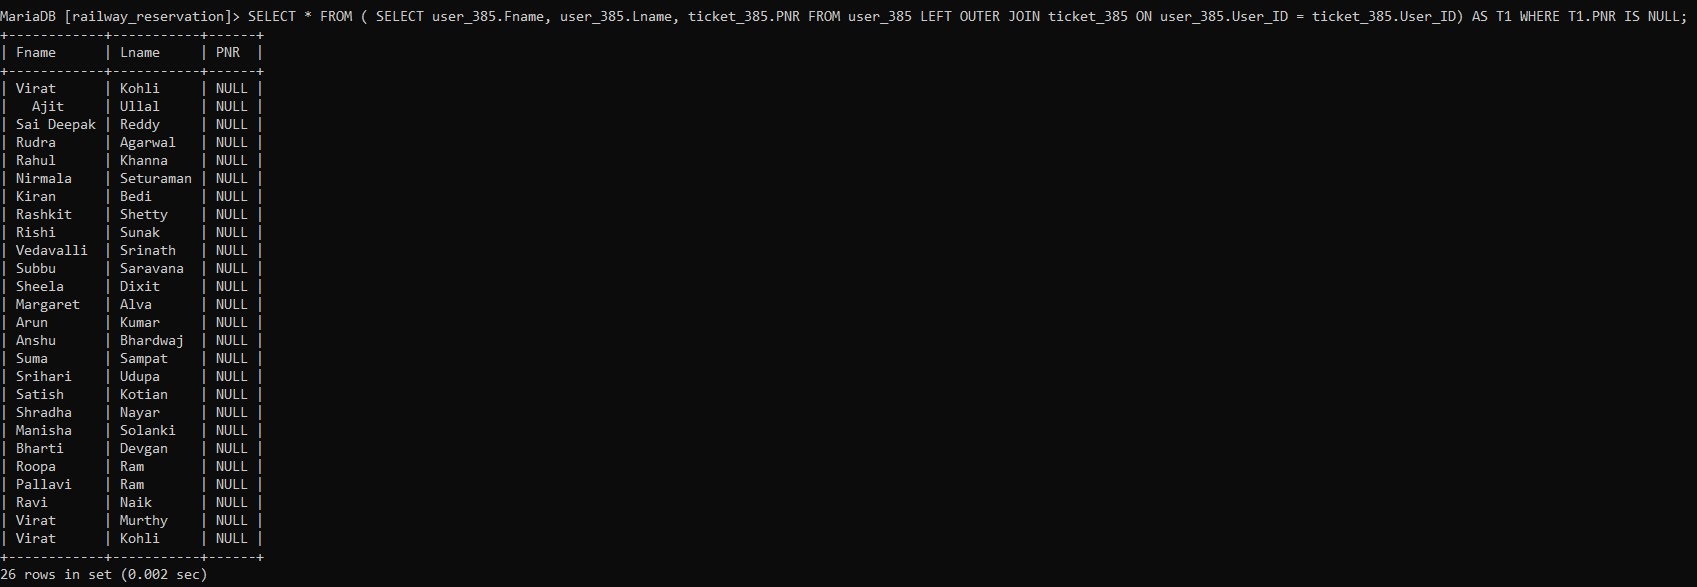 MariaDB [railway_reservation]> SELECT * FROM ( SELECT user_385.Fname, user_385.Lname, ticket_385.PNR FROM user_385 LEFT OUTER JOIN ticket_385 ON user_385.User_ID = ticket_385.User_ID) AS T1 WHERE T1.PNR IS NULL;
+------------+-----------+------+
| Fname      | Lname     | PNR  |
+------------+-----------+------+
| Virat      | Kohli     | NULL |
|   Ajit     | Ullal     | NULL |
| Sai Deepak | Reddy     | NULL |
| Rudra      | Agarwal   | NULL |
| Rahul      | Khanna    | NULL |
| Nirmala    | Seturaman | NULL |
| Kiran      | Bedi      | NULL |
| Rashkit    | Shetty    | NULL |
| Rishi      | Sunak     | NULL |
| Vedavalli  | Srinath   | NULL |
| Subbu      | Saravana  | NULL |
| Sheela     | Dixit     | NULL |
| Margaret   | Alva      | NULL |
| Arun       | Kumar     | NULL |
| Anshu      | Bhardwaj  | NULL |
| Suma       | Sampat    | NULL |
| Srihari    | Udupa     | NULL |
| Satish     | Kotian    | NULL |
| Shradha    | Nayar     | NULL |
| Manisha    | Solanki   | NULL |
| Bharti     | Devgan    | NULL |
| Roopa      | Ram       | NULL |
| Pallavi    | Ram       | NULL |
| Ravi       | Naik      | NULL |
| Virat      | Murthy    | NULL |
| Virat      | Kohli     | NULL |
+------------+-----------+------+
26 rows in set (0.002 sec)